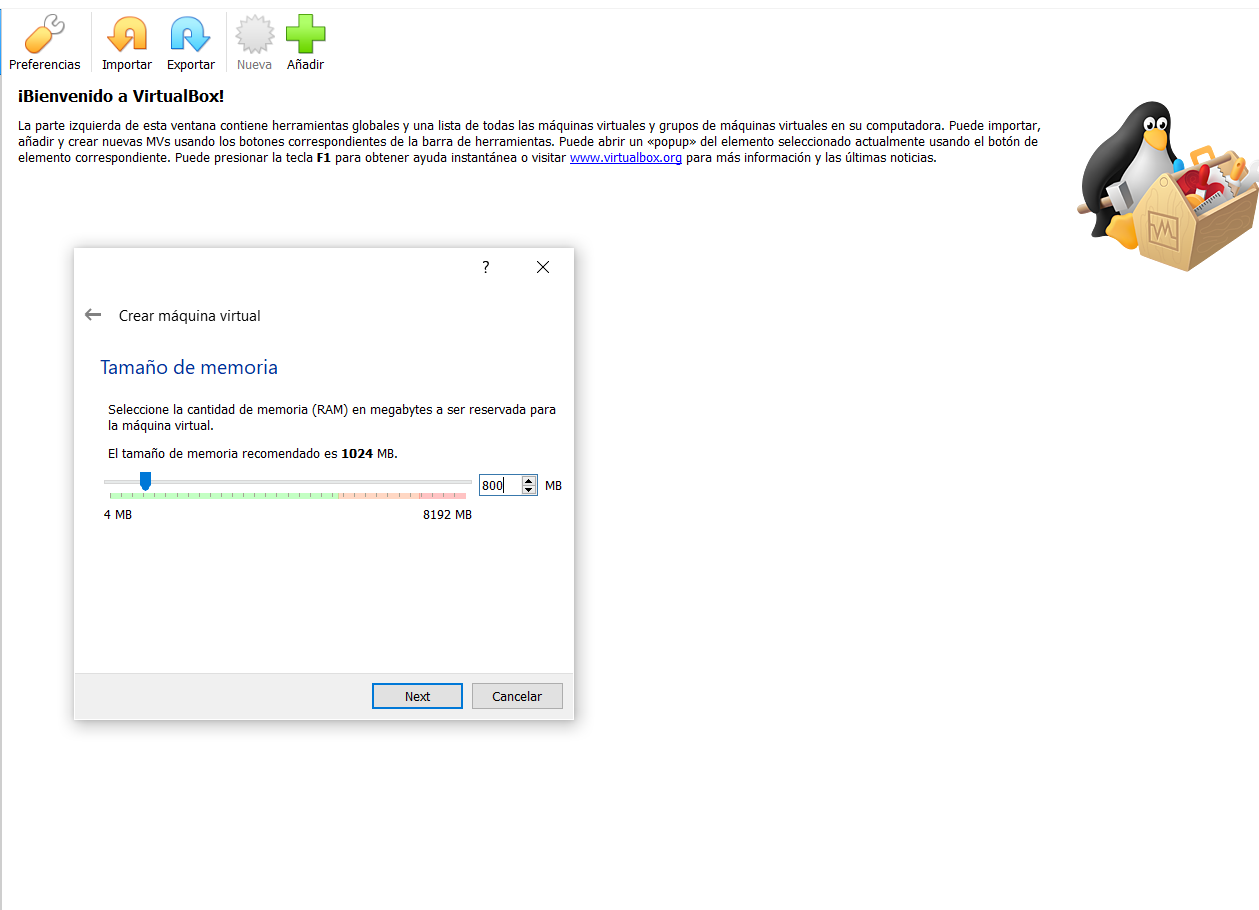 Preferencias Importar Exportar Nueva Añadir
¡Bienvenido a VirtualBox!
La parte izquierda de esta ventana contiene herramientas globales y una lista de todas las máquinas virtuales y grupos de máquinas virtuales en su computadora. Puede importar,
añadir y crear nuevas MVs usando los botones correspondientes de la barra de herramientas. Puede abrir un «popup» del elemento seleccionado actualmente usando el botón de
elemento correspondiente. Puede presionar la tecla F1 para obtener ayuda instantánea o visitar www.virtualbox.org para más información y las últimas noticias.
?
Crear máquina virtual
Tamaño de memoria
Seleccione la cantidad de memoria (RAM) en megabytes a ser reservada para
la máquina virtual.
El tamaño de memoria recomendado es 1024 MB.
800 MB
4 MB 8192 MB
Next Cancelar